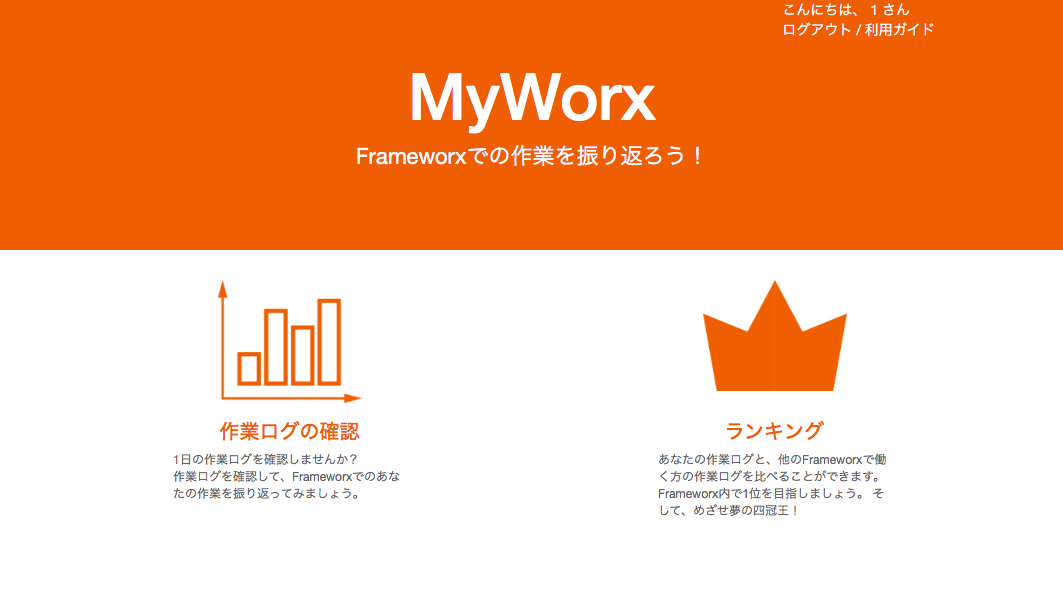 こんにちは、 1 さん
ログアウト / 利用ガイド
MyWorx
Frameworxでの作業を振り返ろう！
作業ログの確認
1日の作業ログを確認しませんか？
作業ログを確認して、Frameworxでのあな
たの作業を振り返ってみましょう。
ランキング
あなたの作業ログと、他のFrameworxで働
く方の作業ログを比べることができます。
Frameworx内で1位を目指しましょう。 そ
して、めざせ夢の四冠王！